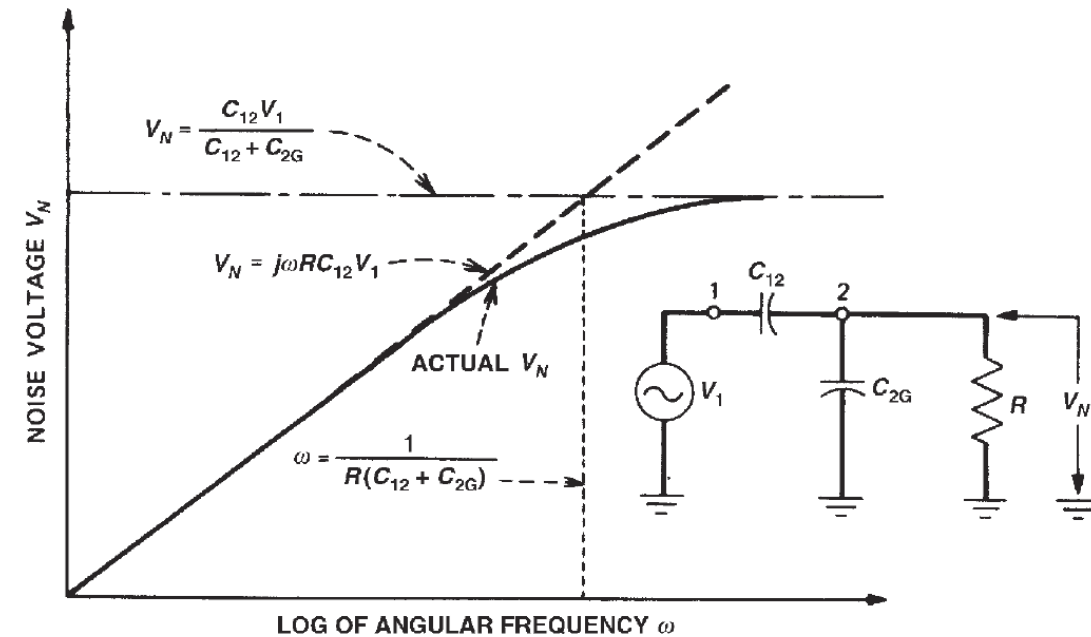 NOISE VOLTAGE V_N
V_N = C_12 V_1 / (C_12 + C_2G)
V_N = jωRC_12 V_1
ACTUAL V_N
ω = 1 / (R(C_12 + C_2G))
LOG OF ANGULAR FREQUENCY ω
1
C_12
2
V_1
C_2G
R
V_N